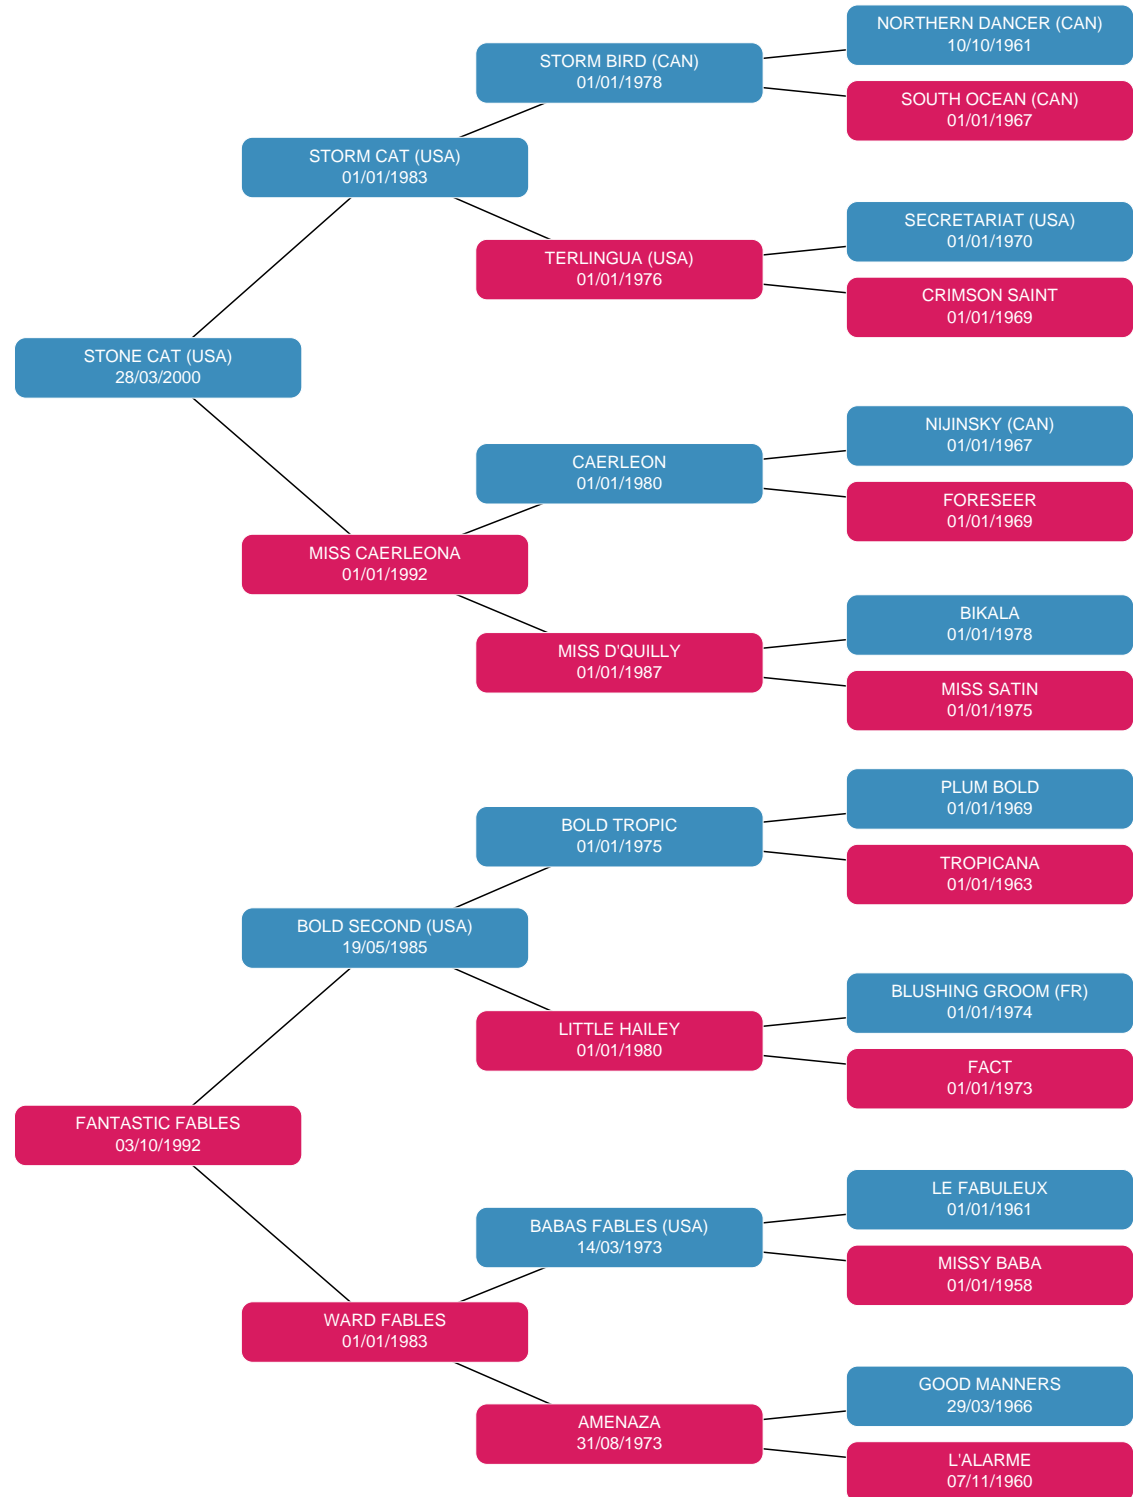 NORTHERN DANCER (CAN)
10/10/1961
STORM BIRD (CAN)
01/01/1978
SOUTH OCEAN (CAN)
01/01/1967
STORM CAT (USA)
01/01/1983
SECRETARIAT (USA)
01/01/1970
TERLINGUA (USA)
01/01/1976
CRIMSON SAINT
01/01/1969
STONE CAT (USA)
28/03/2000
NIJINSKY (CAN)
01/01/1967
CAERLEON
01/01/1980
FORESEER
01/01/1969
MISS CAERLEONA
01/01/1992
BIKALA
01/01/1978
MISS D'QUILLY
01/01/1987
MISS SATIN
01/01/1975
PLUM BOLD
01/01/1969
BOLD TROPIC
01/01/1975
TROPICANA
01/01/1963
BOLD SECOND (USA)
19/05/1985
BLUSHING GROOM (FR)
01/01/1974
LITTLE HAILEY
01/01/1980
FACT
01/01/1973
FANTASTIC FABLES
03/10/1992
LE FABULEUX
01/01/1961
BABAS FABLES (USA)
14/03/1973
MISSY BABA
01/01/1958
WARD FABLES
01/01/1983
GOOD MANNERS
29/03/1966
AMENAZA
31/08/1973
L'ALARME
07/11/1960